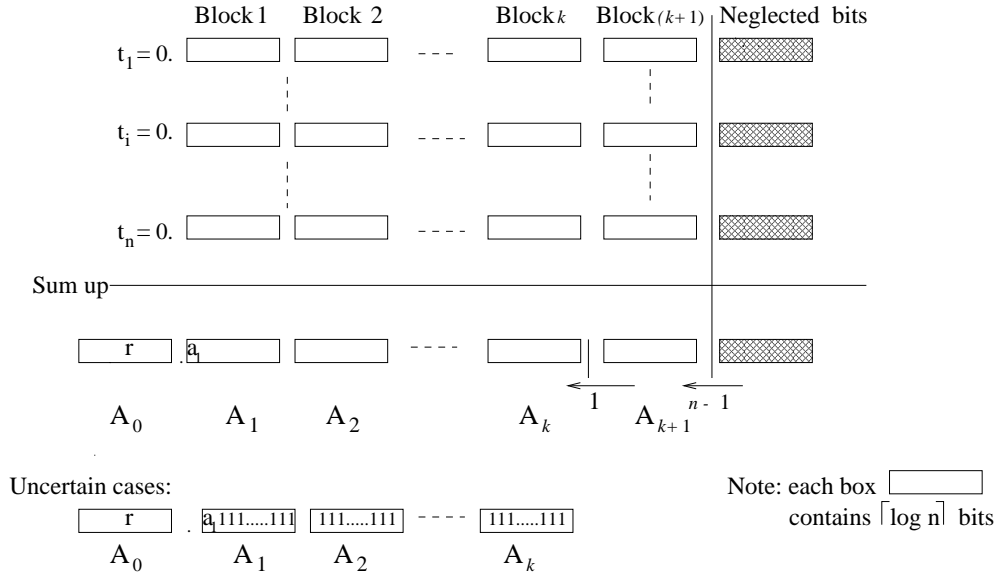 Block 1 Block 2 Block k Block (k+1) Neglected bits
t1 = 0.
ti = 0.
tn = 0.
Sum up
r . a1
1 n - 1
A0 A1 A2 Ak Ak+1
Uncertain cases:
Note: each box
contains ⌈log n⌉ bits
r . a1 111.....111 111.....111 111.....111
A0 A1 A2 Ak